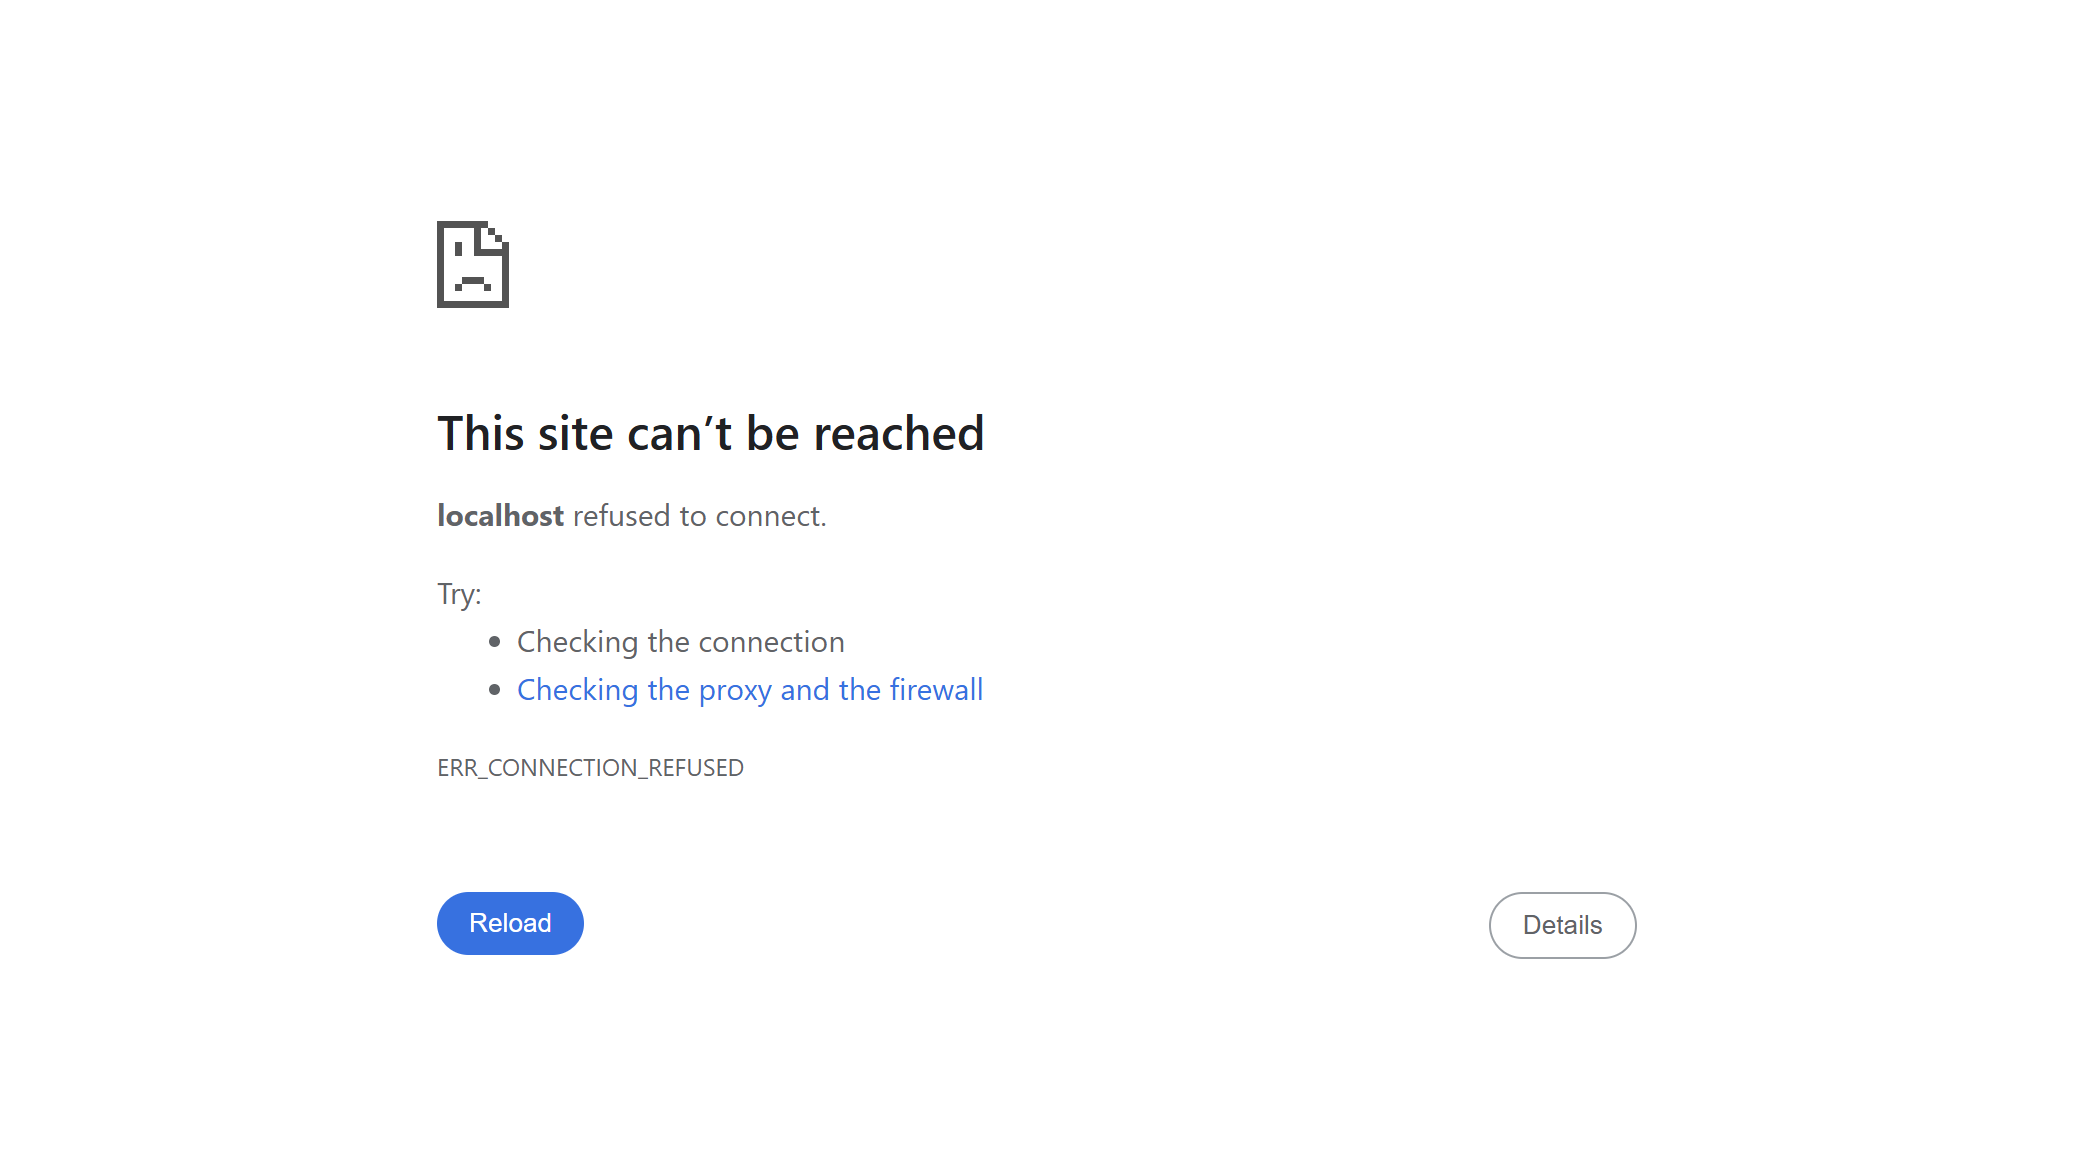 This site can’t be reached
localhost refused to connect.
Try:
Checking the connection
Checking the proxy and the firewall
ERR_CONNECTION_REFUSED
Reload
Details